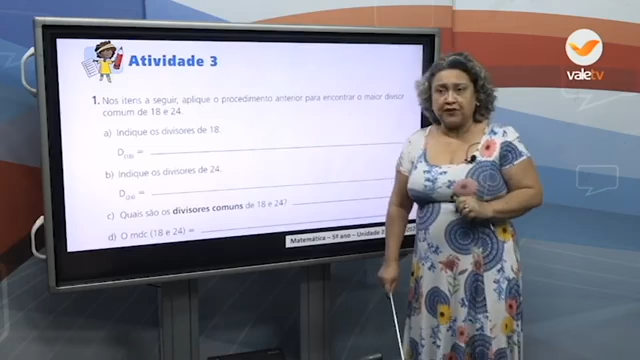 Atividade 3
1. Nos itens a seguir, aplique o procedimento anterior para encontrar o maior divisor
comum de 18 e 24.
a) Indique os divisores de 18.
D(18) =
b) Indique os divisores de 24.
D(24) =
c) Quais são os divisores comuns de 18 e 24?
d) O mdc (18 e 24) =
Matemática – 5º ano – Unidade
valetv